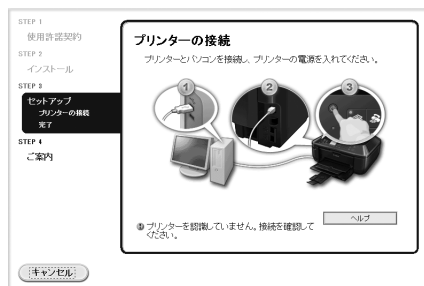 STEP 1
使用許諾契約
STEP 2
インストール
STEP 3
セットアップ
プリンターの接続
完了
STEP 4
ご案内
キャンセル
プリンターの接続
プリンターとパソコンを接続し、プリンターの電源を入れてください。
1
2
3
プリンターを認識していません。接続を確認して
ください。
ヘルプ